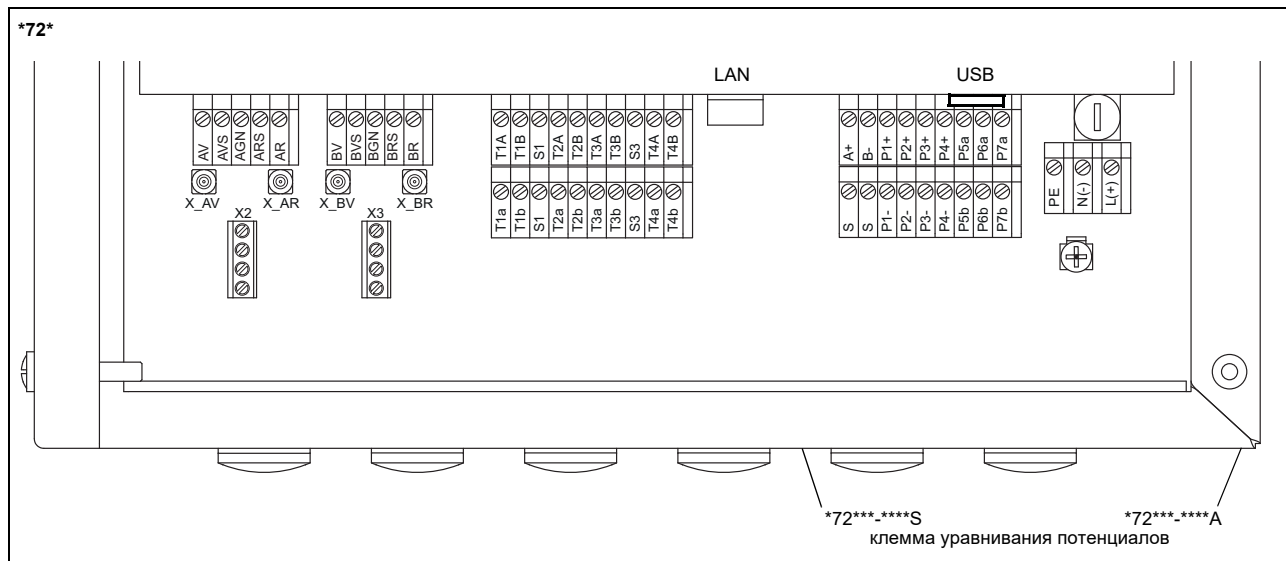 *72*
LAN USB
AV AVS AGN ARS AR BV BVS BGN BRS BR T1A T1B S1 T2A T2B T3A T3B S3 T4A T4B A+ B- P1+ P2+ P3+ P4+ P5a P6a P7a
PE N(-) L(+)
X_AV X_AR X_BV X_BR
X2 X3
T1a T1b S1 T2a T2b T3a T3b S3 T4a T4b S S P1- P2- P3- P4- P5b P6b P7b
*72***-****S *72***-****A
клемма уравнивания потенциалов